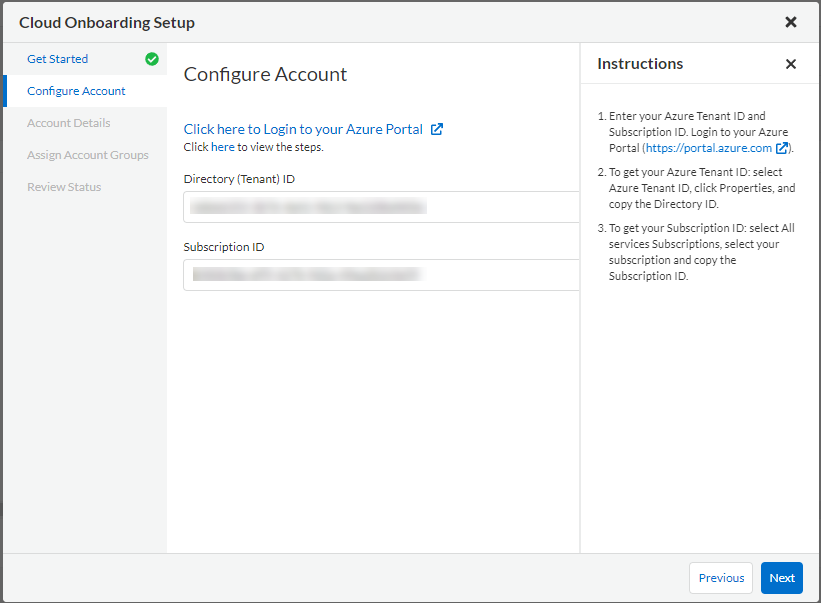 Cloud Onboarding Setup
Get Started
Configure Account
Account Details
Assign Account Groups
Review Status
Configure Account
Click here to Login to your Azure Portal
Click here to view the steps.
Directory (Tenant) ID
Subscription ID
Instructions
1. Enter your Azure Tenant ID and
Subscription ID. Login to your Azure
Portal (https://portal.azure.com ).
2. To get your Azure Tenant ID: select
Azure Tenant ID, click Properties, and
copy the Directory ID.
3. To get your Subscription ID: select All
services Subscriptions, select your
subscription and copy the
Subscription ID.
Previous
Next